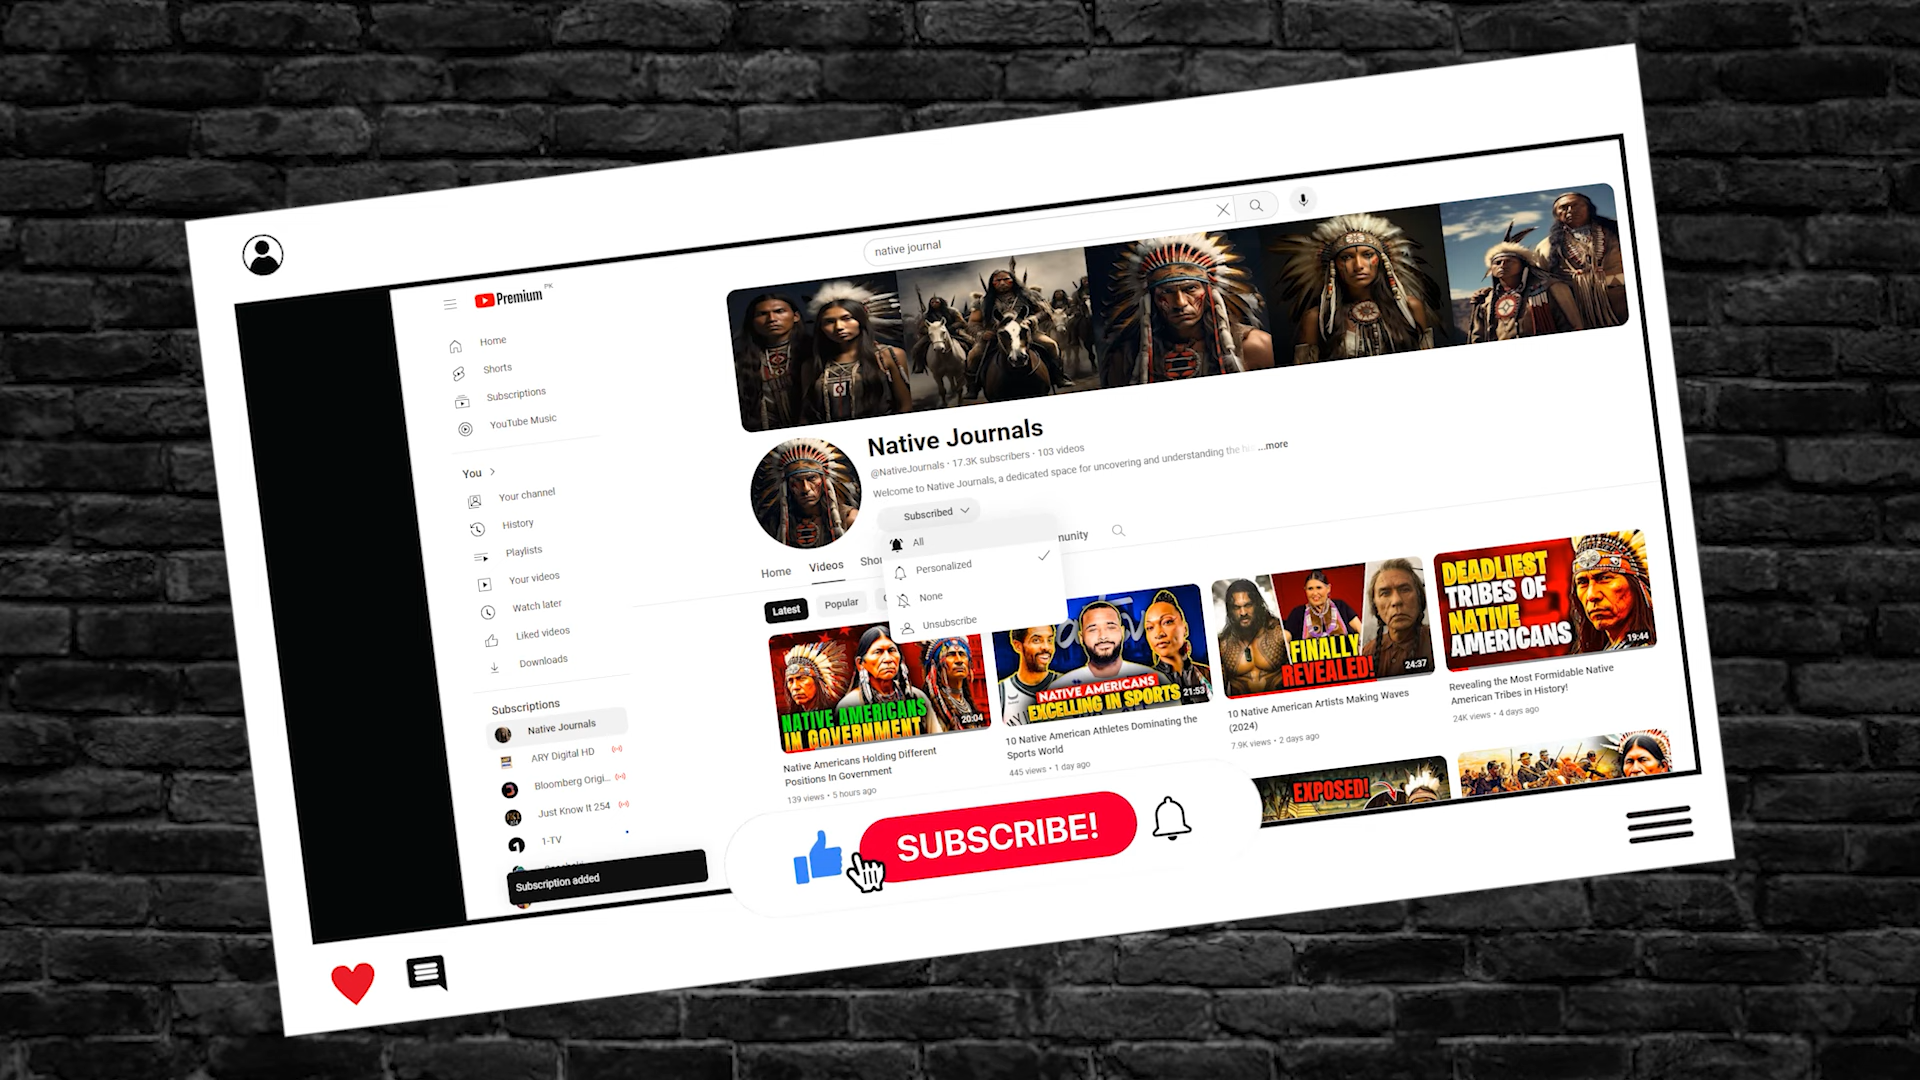 native journal
Premium PK
Home
Shorts
Subscriptions
YouTube Music
You
Your channel
History
Playlists
Your videos
Watch later
Liked videos
Downloads
Subscriptions
Native Journals
ARY Digital HD
Bloomberg Origi...
Just Know It 254
1-TV
Subscription added
Native Journals
@NativeJournals • 17.3K subscribers • 103 videos
Welcome to Native Journals, a dedicated space for uncovering and understanding the ...more
Subscribed
All
Personalized
None
Unsubscribe
Home Videos Sho munity
Latest Popular
NATIVE AMERICANS
IN GOVERNMENT
20:04
Native Americans Holding Different
Positions In Government
139 views • 5 hours ago
NATIVE AMERICANS
EXCELLING IN SPORTS
21:53
10 Native American Athletes Dominating the
Sports World
445 views • 1 day ago
FINALLY
REVEALED!
24:37
10 Native American Artists Making Waves
(2024)
7.9K views • 2 days ago
DEADLIEST
TRIBES OF
NATIVE
AMERICANS
19:44
Revealing the Most Formidable Native
American Tribes in History!
24K views • 4 days ago
EXPOSED!
SUBSCRIBE!